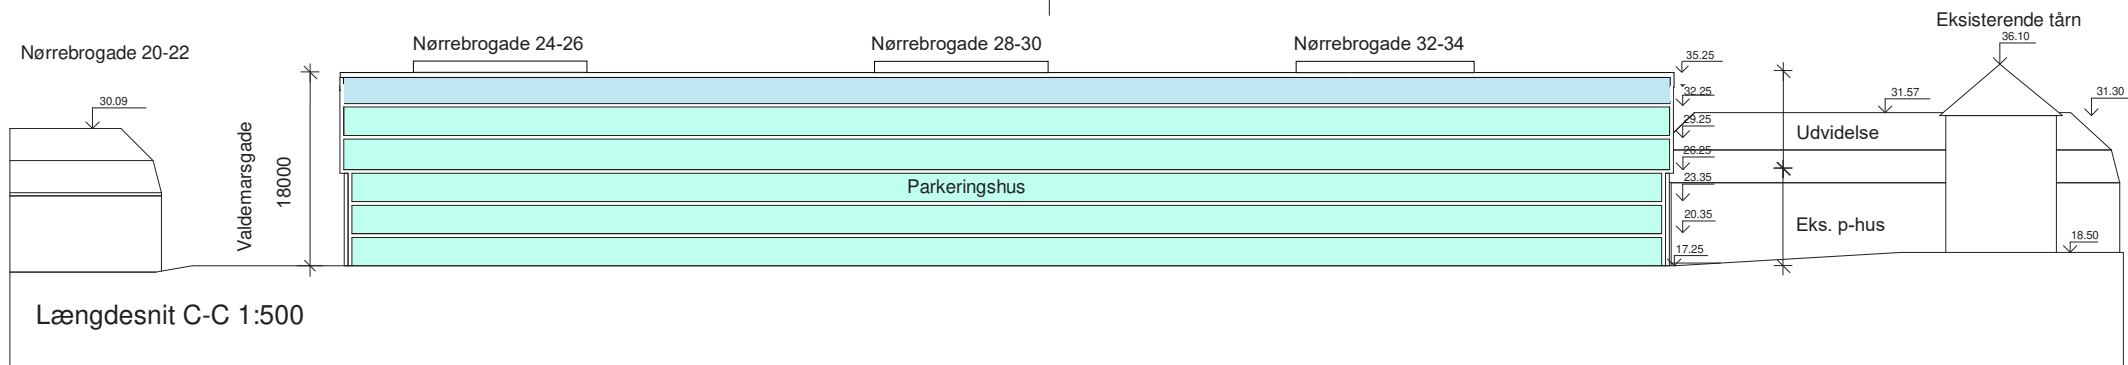 Eksisterende tårn
36.10
Nørrebrogade 20-22
Nørrebrogade 24-26
Nørrebrogade 28-30
Nørrebrogade 32-34
35.25
30.09
32.25
31.57
31.30
29.25
Udvidelse
26.25
Valdemarsgade
18000
Parkeringshus
23.35
20.35
Eks. p-hus
18.50
17.25
Længdesnit C-C 1:500